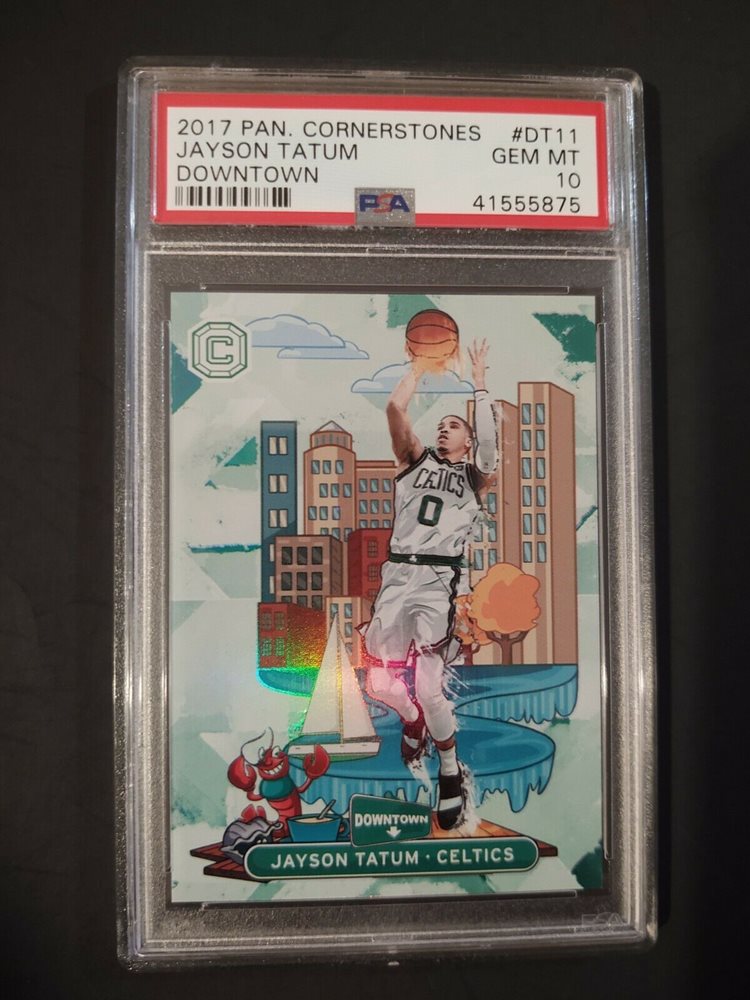 2017 PAN. CORNERSTONES #DT11
JAYSON TATUM GEM MT
DOWNTOWN 10
PSA 41555875
C
CELTICS
0
DOWNTOWN
JAYSON TATUM · CELTICS